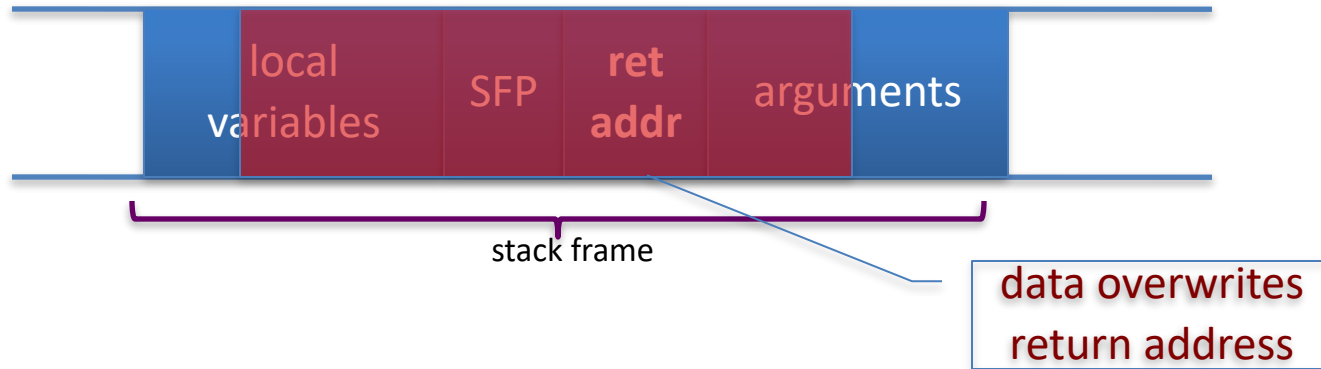 local
variables
SFP
ret
addr
arguments
stack frame
data overwrites
return address